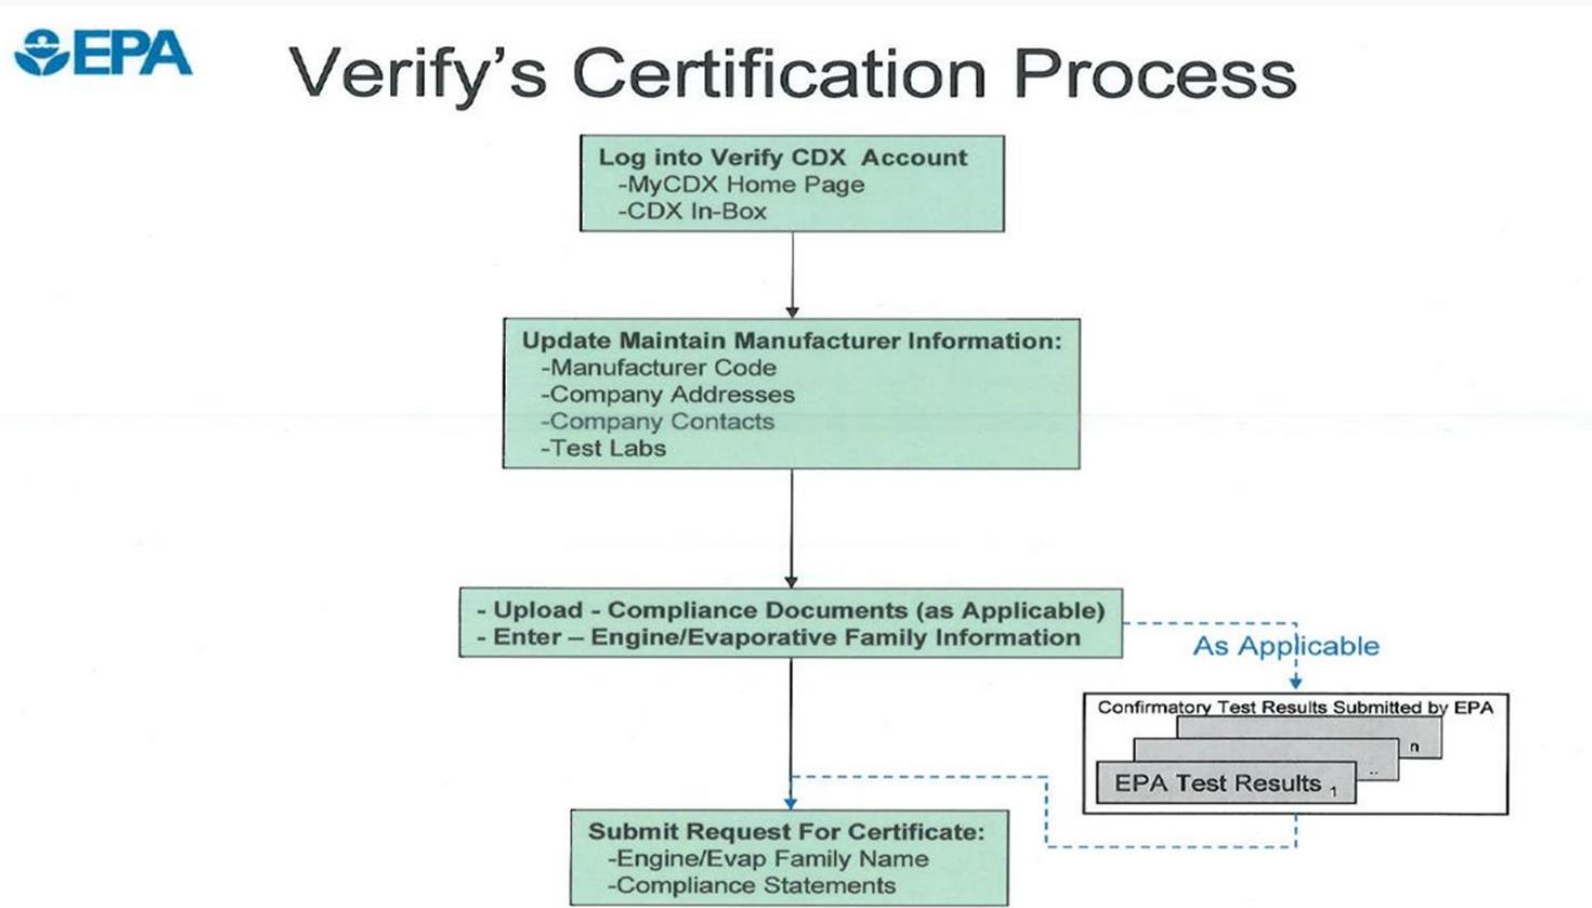 EPA
Verify's Certification Process
Log into Verify CDX Account
-MyCDX Home Page
-CDX In-Box
Update Maintain Manufacturer Information:
-Manufacturer Code
-Company Addresses
-Company Contacts
-Test Labs
- Upload - Compliance Documents (as Applicable)
- Enter – Engine/Evaporative Family Information
As Applicable
Confirmatory Test Results Submitted by EPA
n
..
EPA Test Results 1
Submit Request For Certificate:
-Engine/Evap Family Name
-Compliance Statements